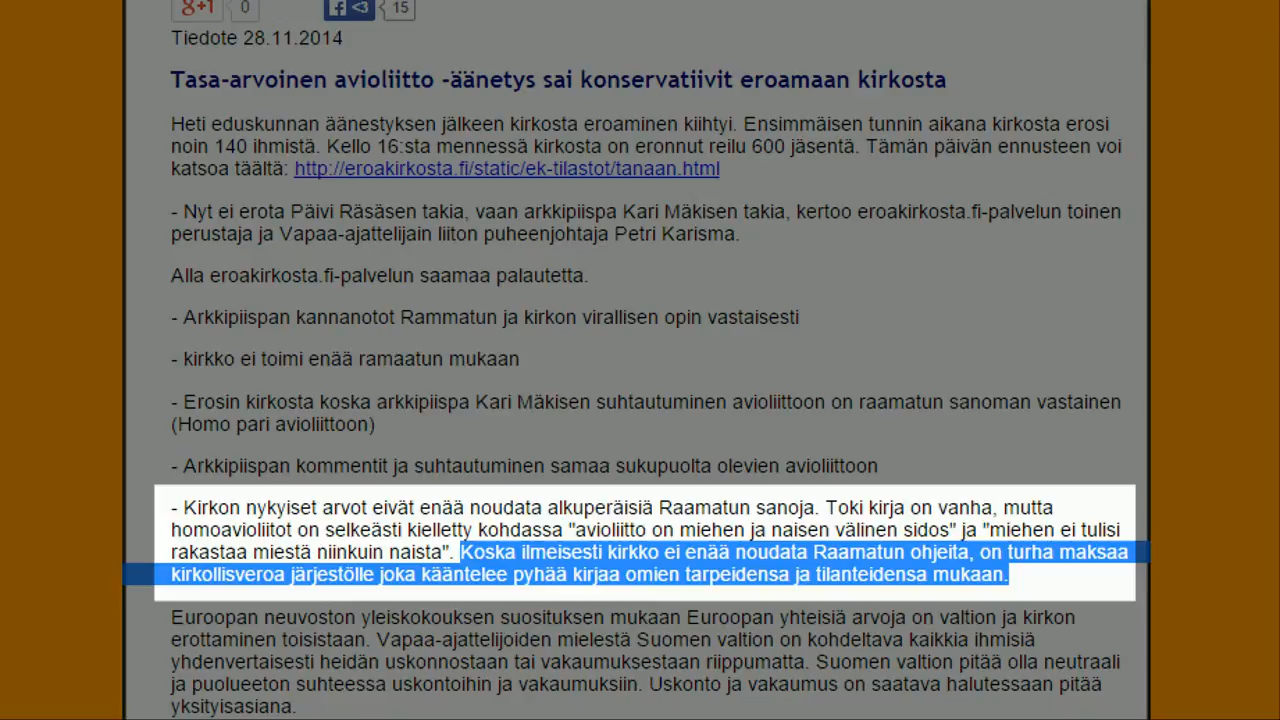 g+1 0 <3 15
Tiedote 28.11.2014
Tasa-arvoinen avioliitto -äänetys sai konservatiivit eroamaan kirkosta
Heti eduskunnan äänestyksen jälkeen kirkosta eroaminen kiihtyi. Ensimmäisen tunnin aikana kirkosta erosi
noin 140 ihmistä. Kello 16:sta mennessä kirkosta on eronnut reilu 600 jäsentä. Tämän päivän ennusteen voi
katsoa täältä: http://eroakirkosta.fi/static/ek-tilastot/tanaan.html
- Nyt ei erota Päivi Räsäsen takia, vaan arkkipiispa Kari Mäkisen takia, kertoo eroakirkosta.fi-palvelun toinen
perustaja ja Vapaa-ajattelijain liiton puheenjohtaja Petri Karisma.
Alla eroakirkosta.fi-palvelun saamaa palautetta.
- Arkkipiispan kannanotot Rammatun ja kirkon virallisen opin vastaisesti
- kirkko ei toimi enää ramaatun mukaan
- Erosin kirkosta koska arkkipiispa Kari Mäkisen suhtautuminen avioliittoon on raamatun sanoman vastainen
(Homo pari avioliittoon)
- Arkkipiispan kommentit ja suhtautuminen samaa sukupuolta olevien avioliittoon
- Kirkon nykyiset arvot eivät enää noudata alkuperäisiä Raamatun sanoja. Toki kirja on vanha, mutta
homoavioliitot on selkeästi kielletty kohdassa "avioliitto on miehen ja naisen välinen sidos" ja "miehen ei tulisi
rakastaa miestä niinkuin naista". Koska ilmeisesti kirkko ei enää noudata Raamatun ohjeita, on turha maksaa
kirkollisveroa järjestölle joka kääntelee pyhää kirjaa omien tarpeidensa ja tilanteidensa mukaan.
Euroopan neuvoston yleiskokouksen suosituksen mukaan Euroopan yhteisiä arvoja on valtion ja kirkon
erottaminen toisistaan. Vapaa-ajattelijoiden mielestä Suomen valtion on kohdeltava kaikkia ihmisiä
yhdenvertaisesti heidän uskonnostaan tai vakaumuksestaan riippumatta. Suomen valtion pitää olla neutraali
ja puolueeton suhteessa uskontoihin ja vakaumuksiin. Uskonto ja vakaumus on saatava halutessaan pitää
yksityisasiana.